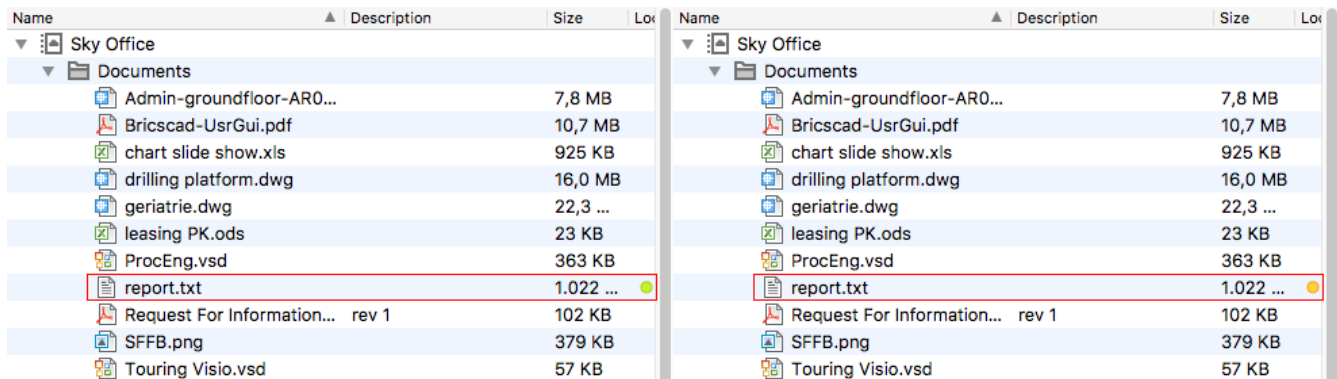 Name Description Size Loc
Sky Office
Documents
Admin-groundfloor-AR0... 7,8 MB
Bricscad-UsrGui.pdf 10,7 MB
chart slide show.xls 925 KB
drilling platform.dwg 16,0 MB
geriatrie.dwg 22,3 ...
leasing PK.ods 23 KB
ProcEng.vsd 363 KB
report.txt 1.022 ...
Request For Information... rev 1 102 KB
SFFB.png 379 KB
Touring Visio.vsd 57 KB
Name Description Size Loc
Sky Office
Documents
Admin-groundfloor-AR0... 7,8 MB
Bricscad-UsrGui.pdf 10,7 MB
chart slide show.xls 925 KB
drilling platform.dwg 16,0 MB
geriatrie.dwg 22,3 ...
leasing PK.ods 23 KB
ProcEng.vsd 363 KB
report.txt 1.022 ...
Request For Information... rev 1 102 KB
SFFB.png 379 KB
Touring Visio.vsd 57 KB